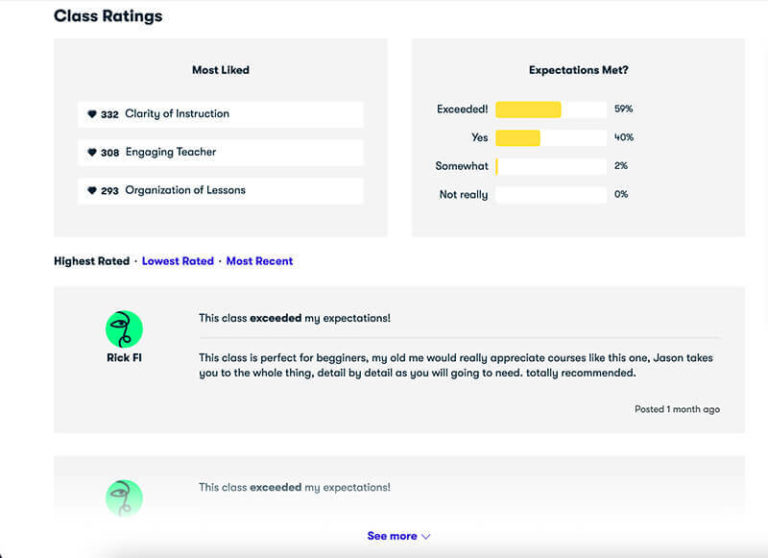 Class Ratings
Most Liked
332 Clarity of Instruction
308 Engaging Teacher
293 Organization of Lessons
Expectations Met?
Exceeded! 59%
Yes 40%
Somewhat 2%
Not really 0%
Highest Rated · Lowest Rated · Most Recent
Rick Fl
This class exceeded my expectations!
This class is perfect for begginers, my old me would really appreciate courses like this one, Jason takes
you to the whole thing, detail by detail as you will going to need. totally recommended.
Posted 1 month ago
This class exceeded my expectations!
See more